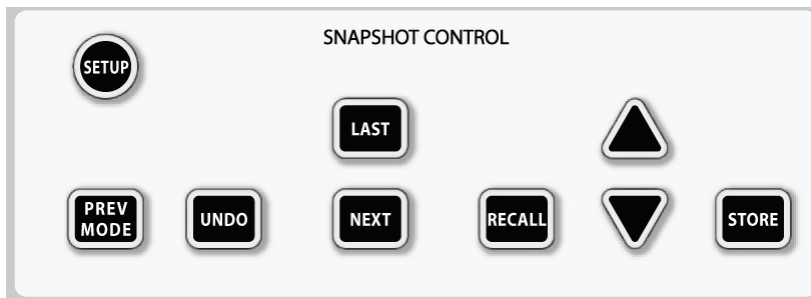 SNAPSHOT CONTROL
SETUP
LAST
PREV
MODE
UNDO
NEXT
RECALL
STORE